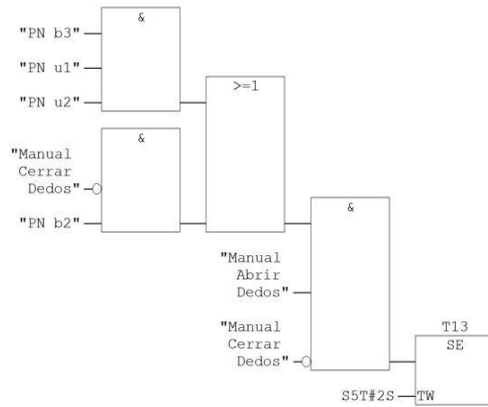 &
"PN b3"
"PN u1"
"PN u2"
>=1
&
"Manual
Cerrar
Dedos"
"PN b2"
&
"Manual
Abrir
Dedos"
"Manual
Cerrar
Dedos"
T13
SE
S5T#2S TW